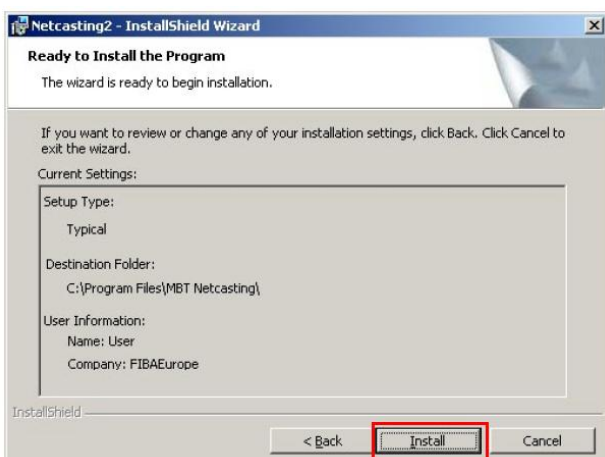 Netcasting2 - InstallShield Wizard
Ready to Install the Program
The wizard is ready to begin installation.
If you want to review or change any of your installation settings, click Back. Click Cancel to
exit the wizard.
Current Settings:
Setup Type:
Typical
Destination Folder:
C:\Program Files\MBT Netcasting\
User Information:
Name: User
Company: FIBAEurope
InstallShield
< Back Install Cancel